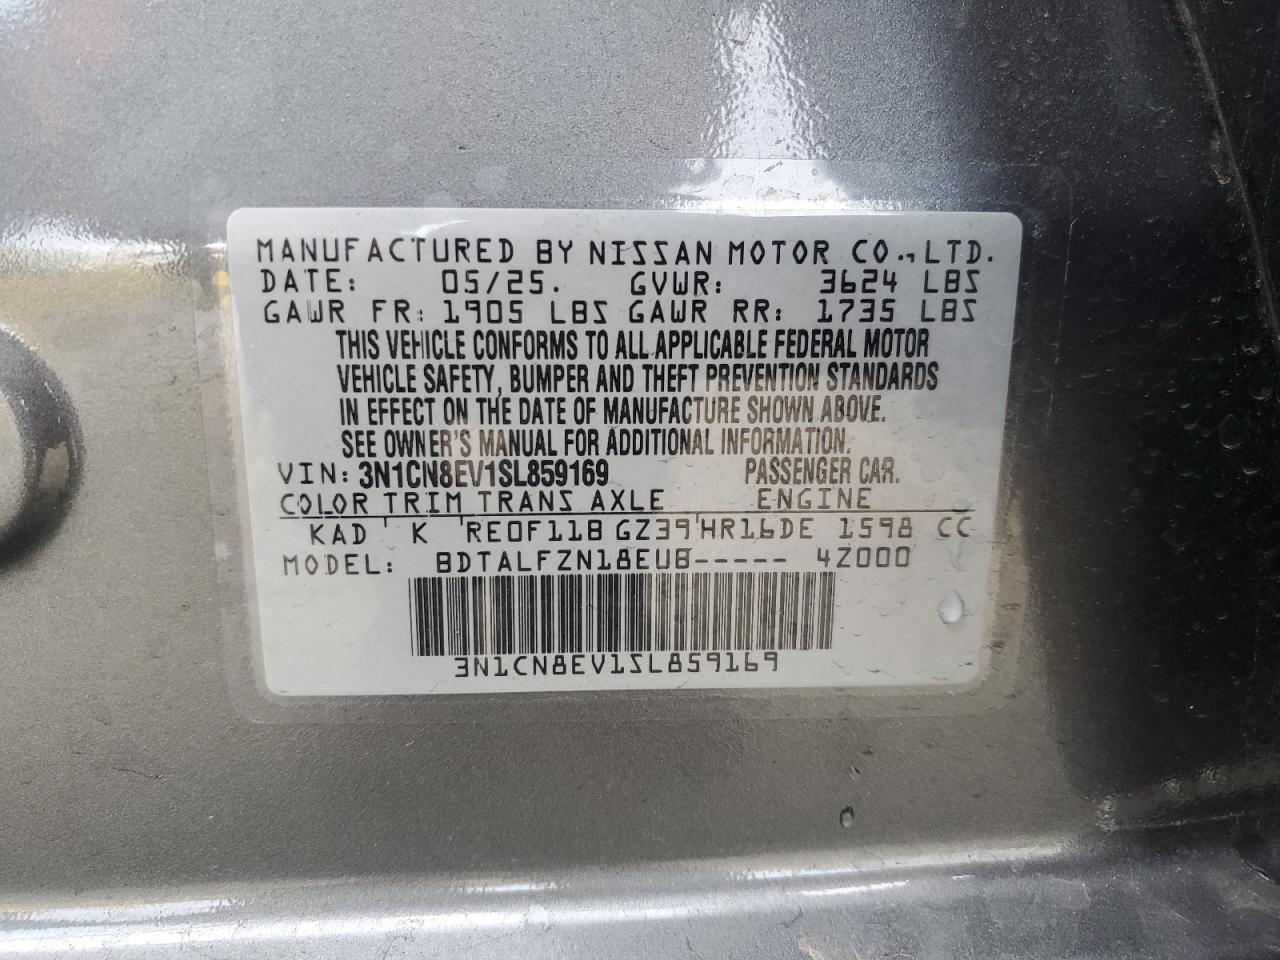 MANUFACTURED BY NISSAN MOTOR CO., LTD.
DATE: 05/25. GVWR: 3624 LBS
GAWR FR: 1905 LBS GAWR RR: 1735 LBS
THIS VEHICLE CONFORMS TO ALL APPLICABLE FEDERAL MOTOR
VEHICLE SAFETY, BUMPER AND THEFT PREVENTION STANDARDS
IN EFFECT ON THE DATE OF MANUFACTURE SHOWN ABOVE.
SEE OWNER'S MANUAL FOR ADDITIONAL INFORMATION.
VIN: 3N1CN8EV1SL859169 PASSENGER CAR.
COLOR TRIM TRANS AXLE ENGINE
KAD ' K ' RE0F11B GZ39 ' HR16DE 1598 CC
MODEL: BDTALFZN18EUB----- 4Z000
3N1CN8EV1SL859169